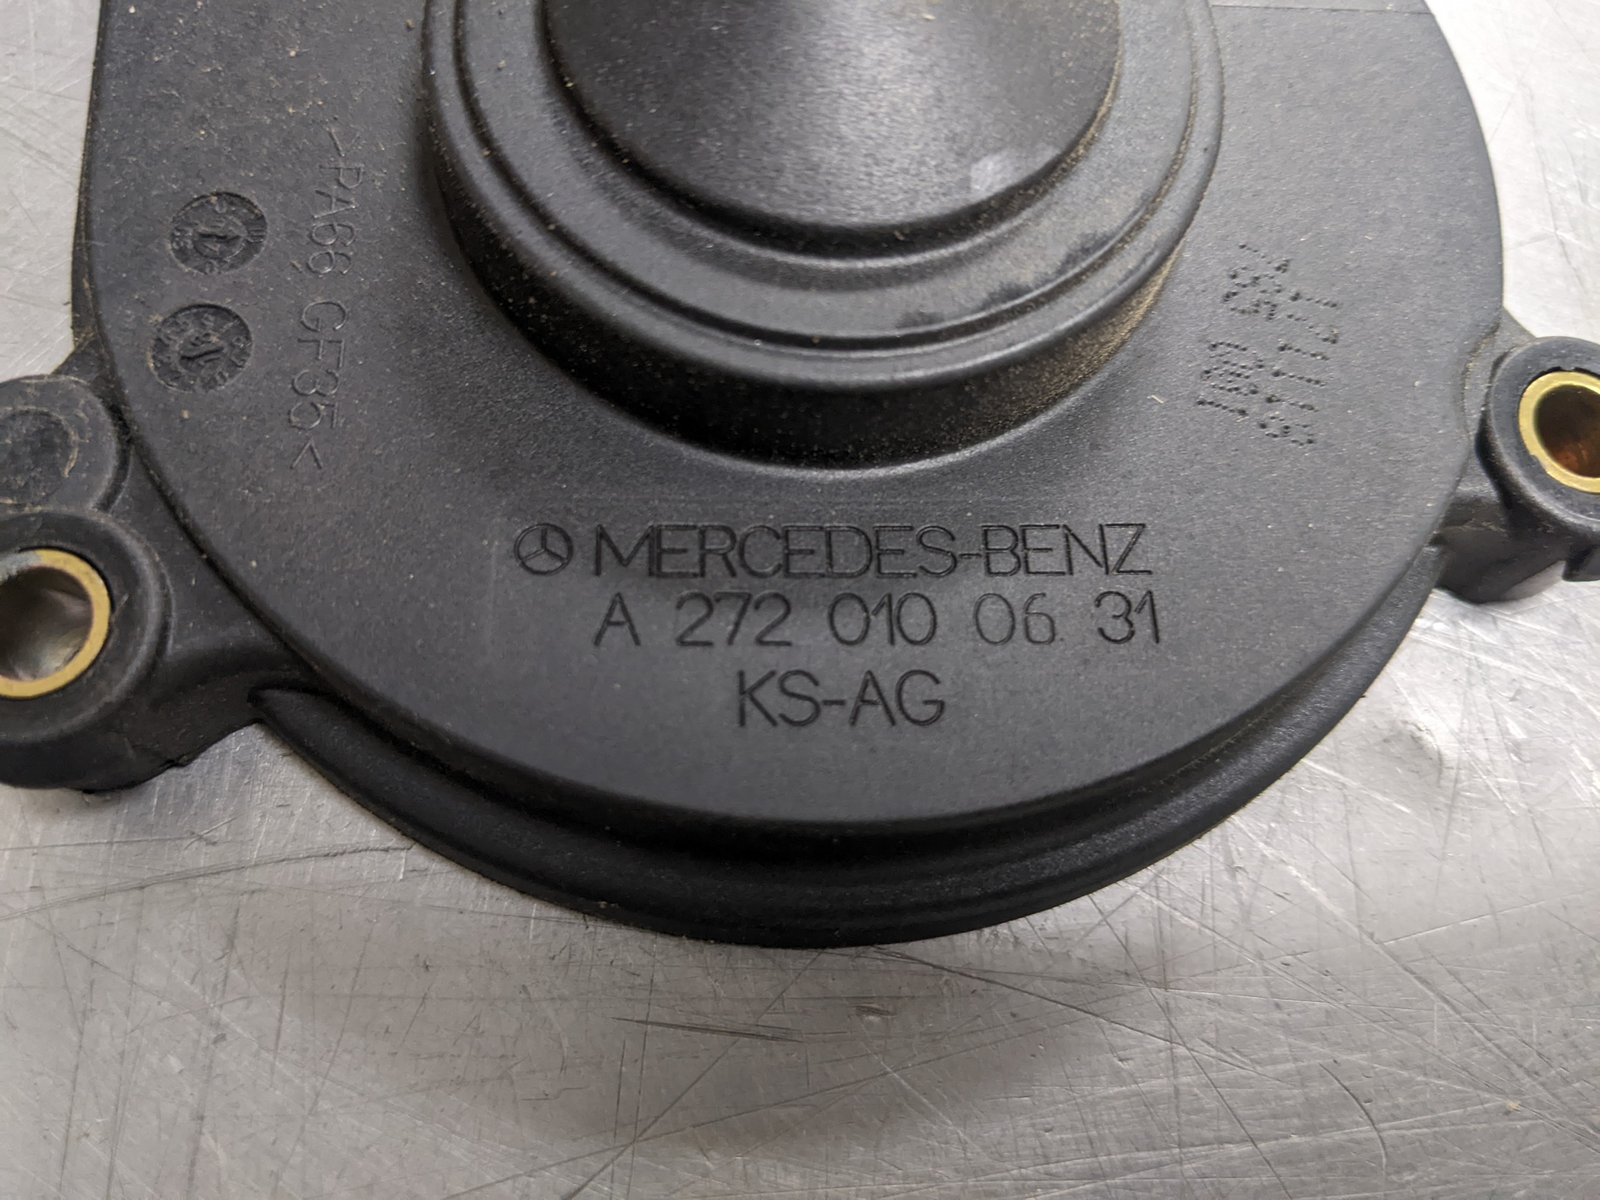 >PA66 GF35<
MERCEDES-BENZ
A 272 010 06 31
KS-AG